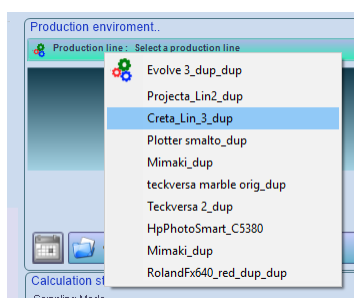 Production enviroment..
Production line : Select a production line
Evolve 3_dup_dup
Projecta_Lin2_dup
Creta_Lin_3_dup
Plotter smalto_dup
Mimaki_dup
teckversa marble orig_dup
Teckversa 2_dup
HpPhotoSmart_C5380
Mimaki_dup
RolandFx640_red_dup_dup
Calculation st